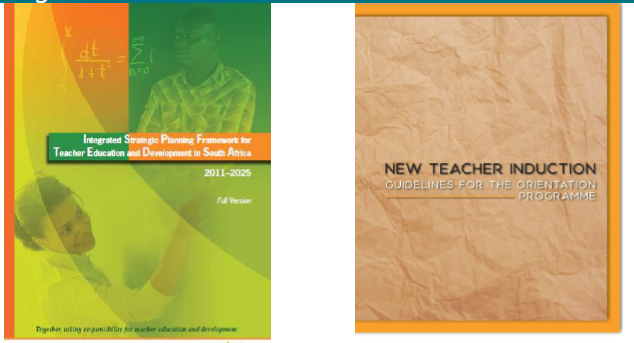 Integrated Strategic Planning Framework for
Teacher Education and Development in South Africa
2011–2025
Full Version
Together, taking responsibility for teacher education and development
NEW TEACHER INDUCTION
GUIDELINES FOR THE ORIENTATION
PROGRAMME